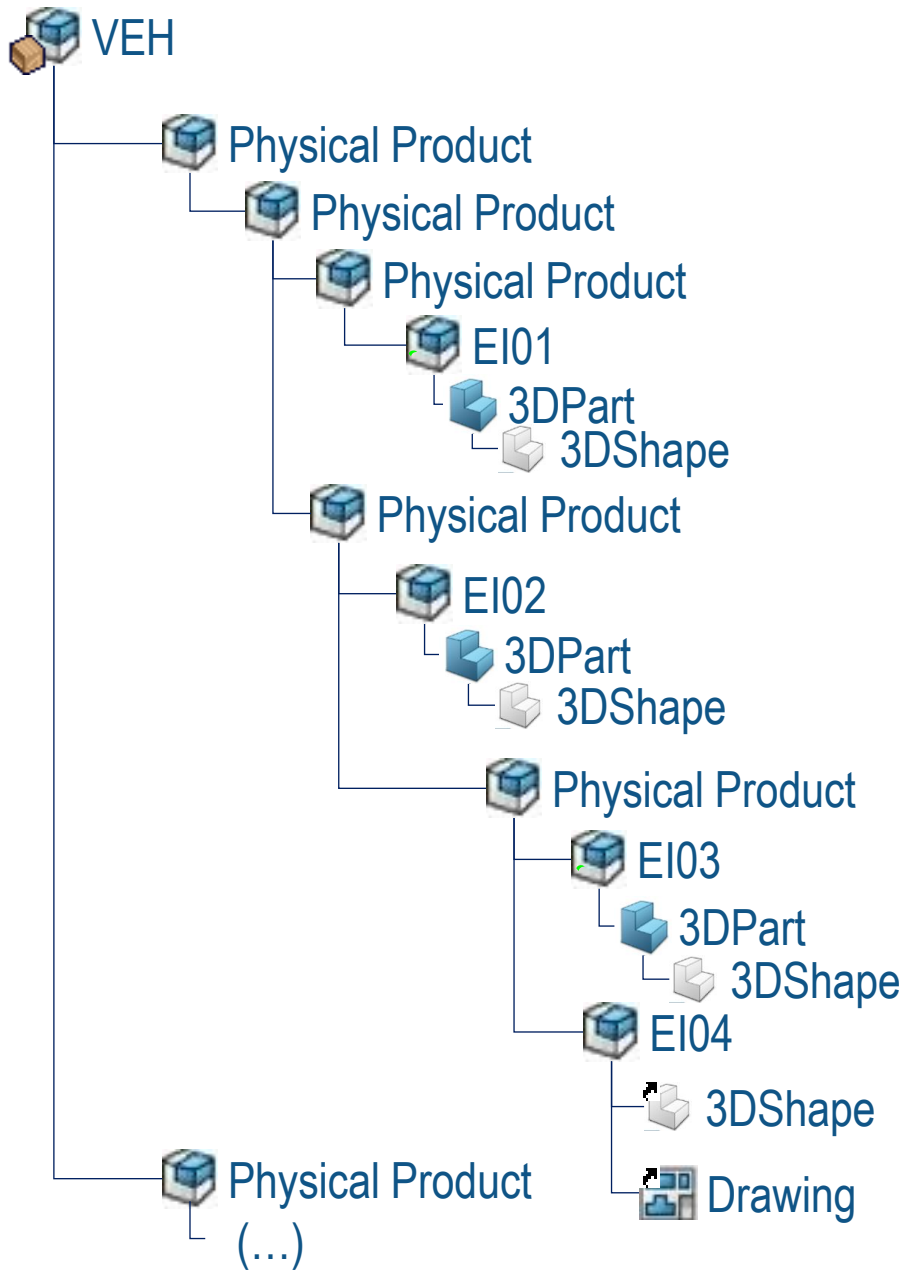 VEH
Physical Product
Physical Product
Physical Product
EI01
3DPart
3DShape
Physical Product
EI02
3DPart
3DShape
Physical Product
EI03
3DPart
3DShape
EI04
3DShape
Physical Product
Drawing
(...)